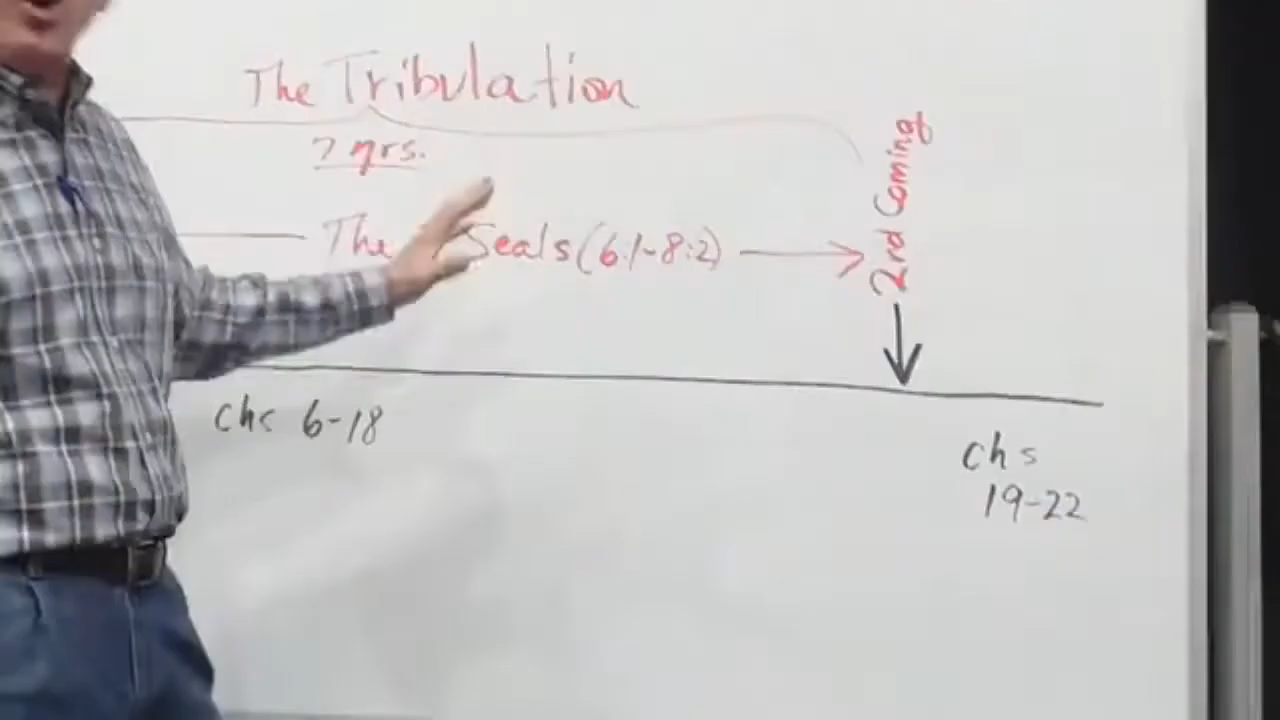 The Tribulation
7 yrs.
The Seals (6:1-8:2)
2nd Coming
chs 6-18
chs
19-22